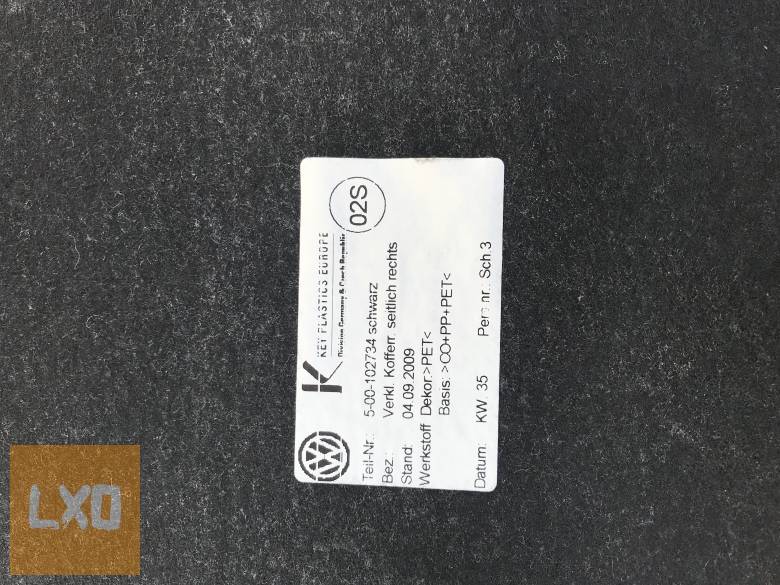 KEY PLASTICS EUROPE
Division Germany & Czech Republic
02S
Teil-Nr.: 5-00-102734 schwarz
Bez.: Verkl. Kofferr. seitlich rechts
Stand: 04.09.2009
Werkstoff Dekor:>PET<
Basis: >CO+PP+PET<
Datum: KW. 35 Pers.nr.: Sch.3
LXO